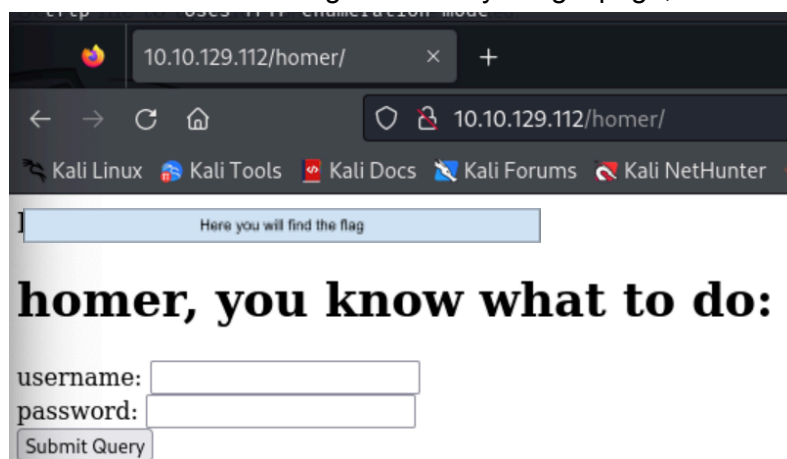 10.10.129.112/homer/
10.10.129.112/homer/
Kali Linux Kali Tools Kali Docs Kali Forums Kali NetHunter
Here you will find the flag
homer, you know what to do:
username:
password:
Submit Query